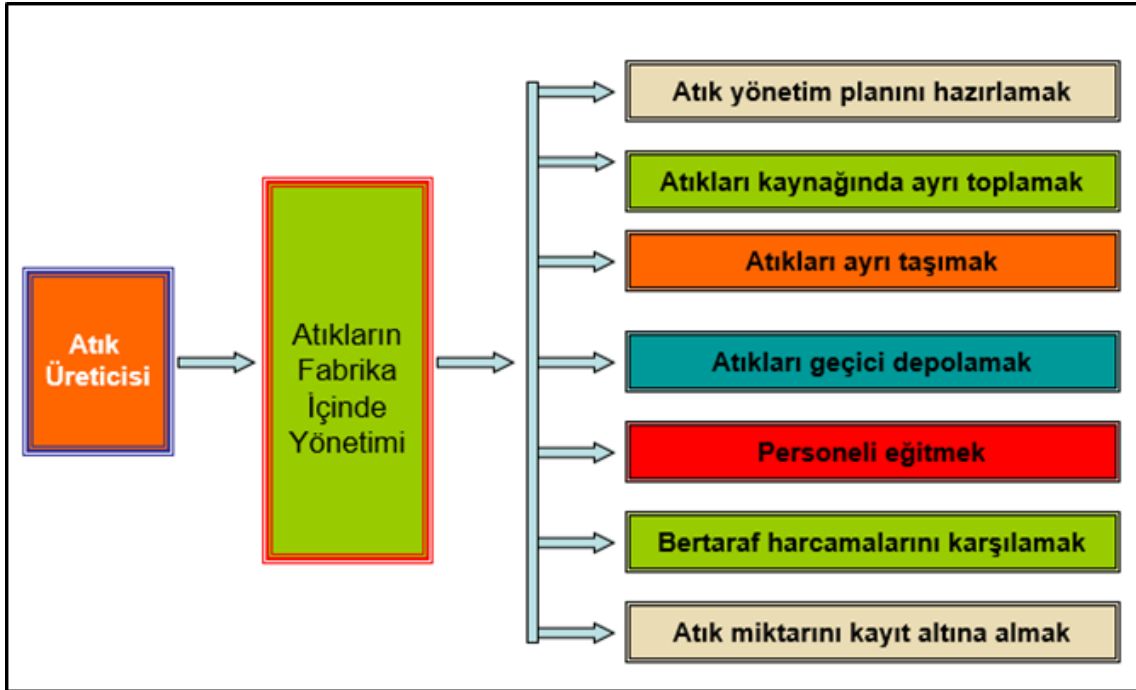 Atık
Üreticisi
Atıkların
Fabrika
İçinde
Yönetimi
Atık yönetim planını hazırlamak
Atıkları kaynağında ayrı toplamak
Atıkları ayrı taşımak
Atıkları geçici depolamak
Personeli eğitmek
Bertaraf harcamalarını karşılamak
Atık miktarını kayıt altına almak